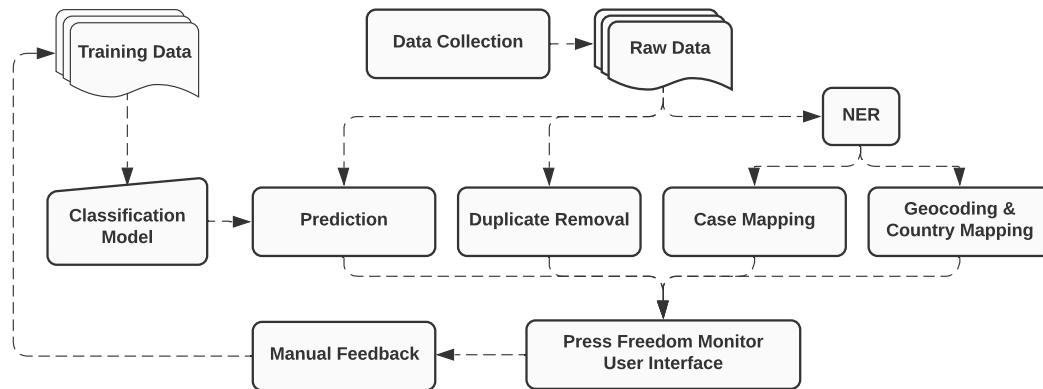 Training Data
Data Collection
Raw Data
NER
Classification
Model
Prediction
Duplicate Removal
Case Mapping
Geocoding &
Country Mapping
Manual Feedback
Press Freedom Monitor
User Interface